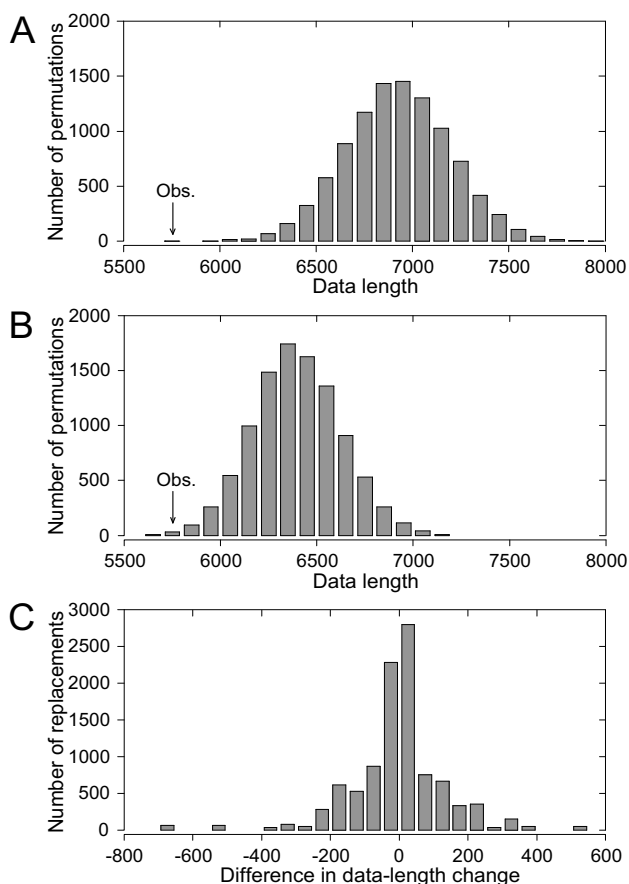 A
Number of permutations
2000
1500
1000
500
0
Obs.
5500 6000 6500 7000 7500 8000
Data length
B
Number of permutations
2000
1500
1000
500
0
Obs.
5500 6000 6500 7000 7500 8000
Data length
C
Number of replacements
3000
2500
2000
1500
1000
500
0
-800 -600 -400 -200 0 200 400 600
Difference in data-length change